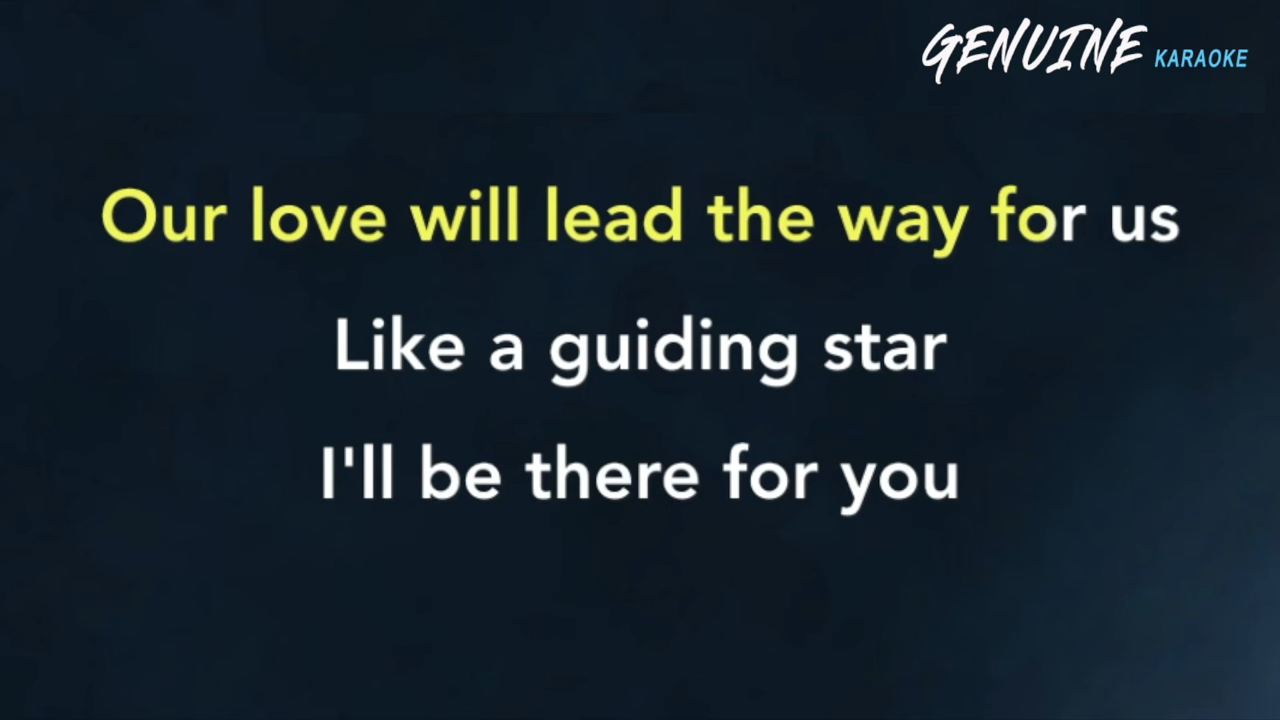 GENUINE KARAOKE
Our love will lead the way for us
Like a guiding star
I'll be there for you